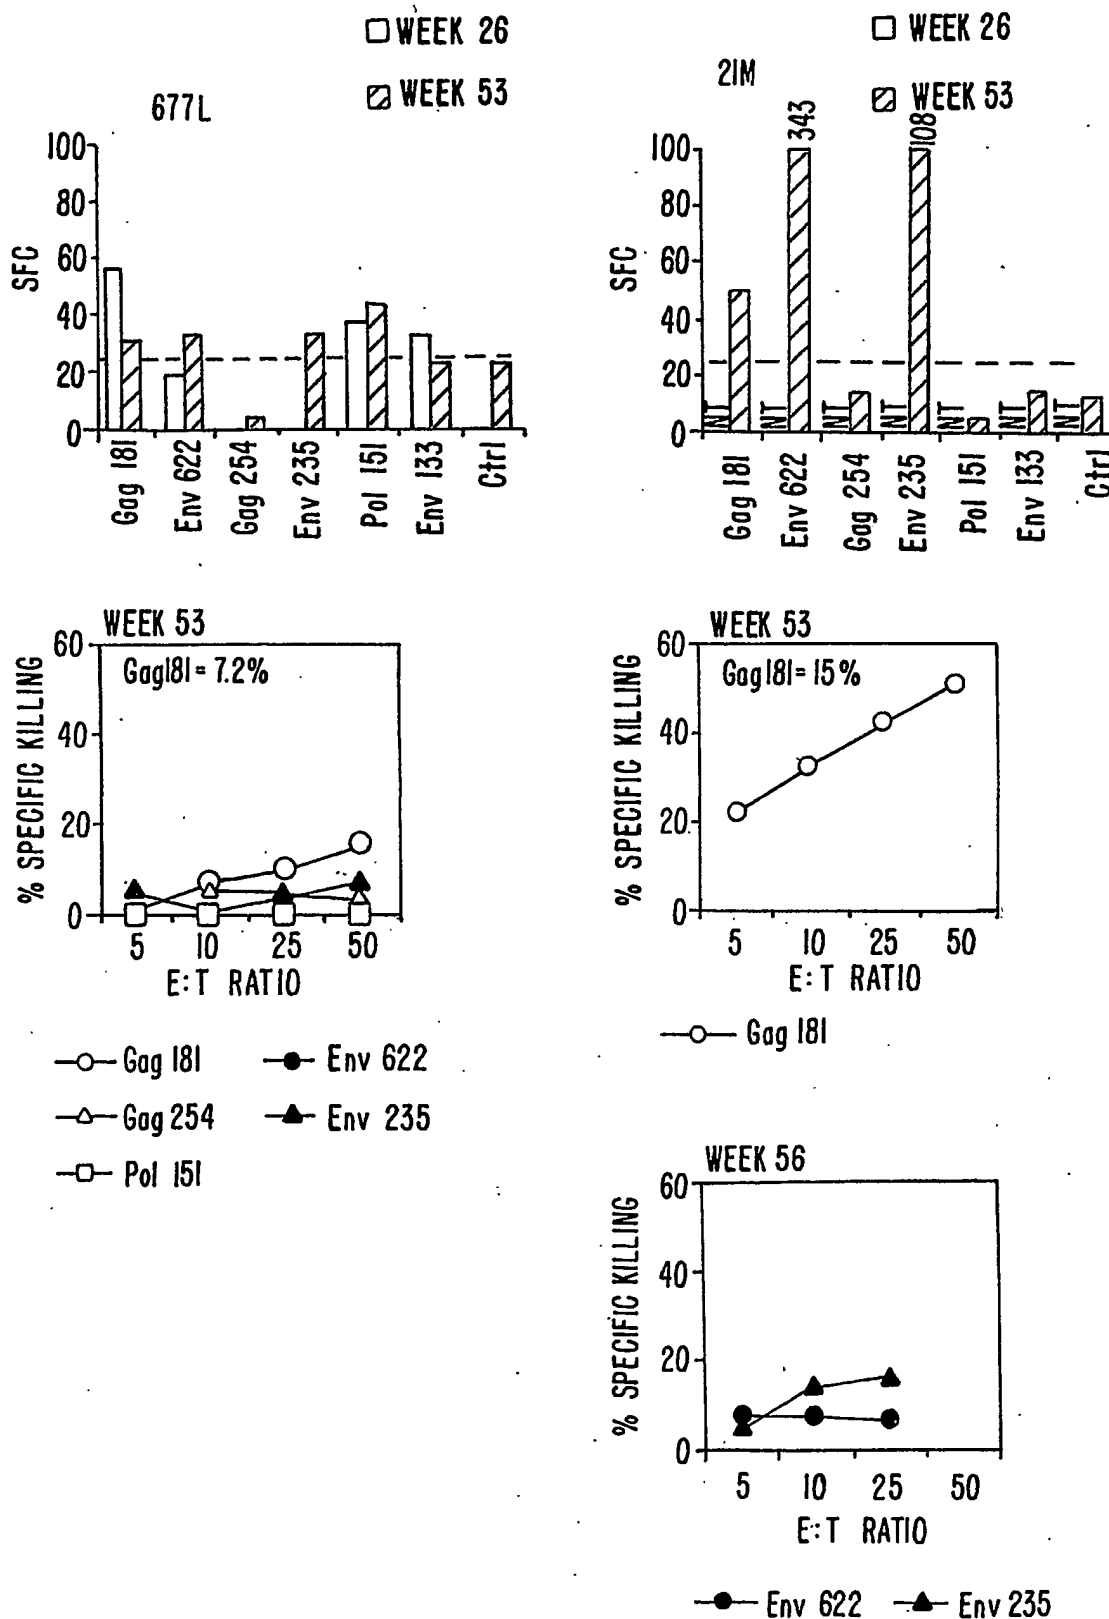 WEEK 26
WEEK 53
677L
100
80
60
40
20
0
SFC
Gag 181
Env 622
Gag 254
Env 235
Pol 151
Env 133
Ctrl
WEEK 26
WEEK 53
21M
343
108
100
80
60
40
20
0
SFC
NT NT NT NT NT NT NT
Gag 181
Env 622
Gag 254
Env 235
Pol 151
Env 133
Ctrl
WEEK 53
Gag181=7.2%
60
40
20
0
% SPECIFIC KILLING
5 10 25 50
E:T RATIO
Gag 181
Env 622
Gag 254
Env 235
Pol 151
WEEK 53
Gag181=15%
60
40
20
0
% SPECIFIC KILLING
5 10 25 50
E:T RATIO
Gag 181
WEEK 56
60
40
20
0
% SPECIFIC KILLING
5 10 25 50
E:T RATIO
Env 622
Env 235